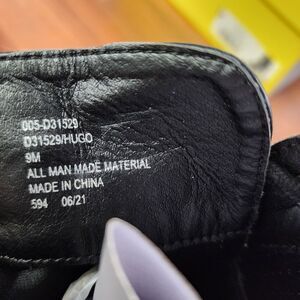 005-D31529
D31529/HUGO
9M
ALL MAN MADE MATERIAL
MADE IN CHINA
594 06/21